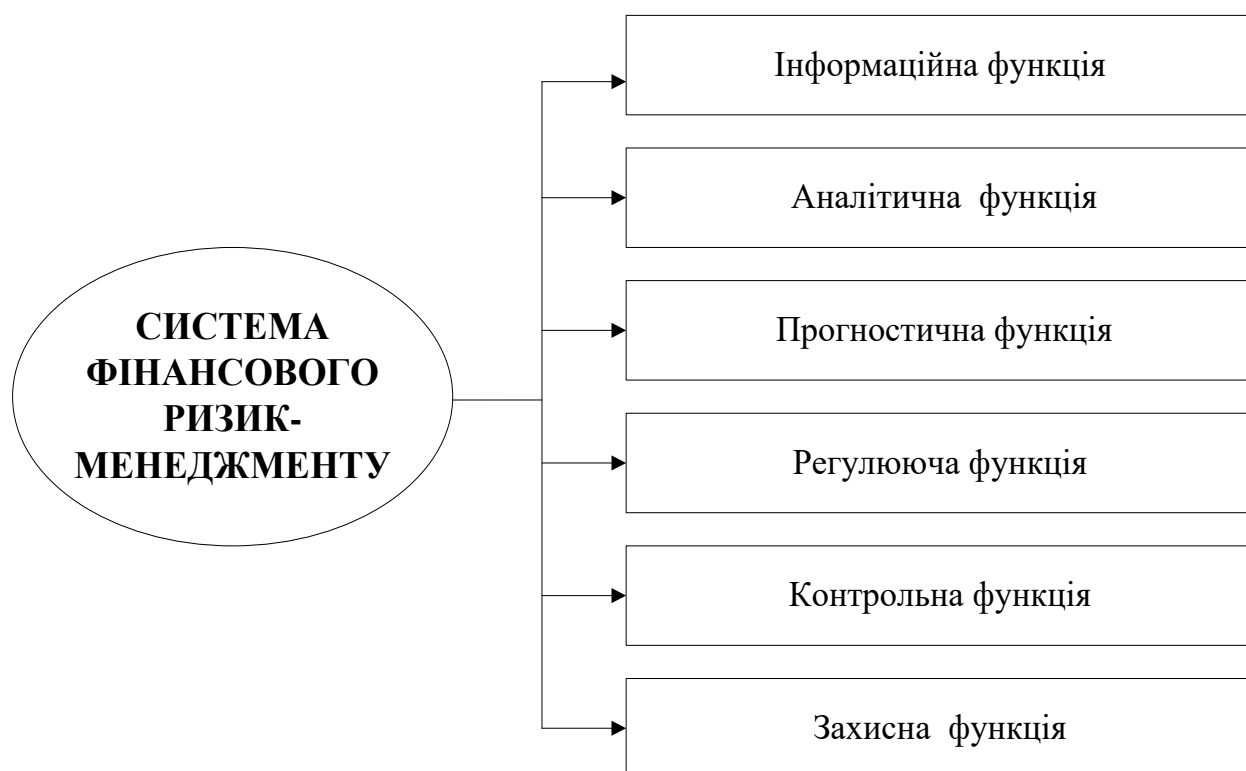 СИСТЕМА
ФІНАНСОВОГО
РИЗИК-
МЕНЕДЖМЕНТУ
Інформаційна функція
Аналітична функція
Прогностична функція
Регулююча функція
Контрольна функція
Захисна функція